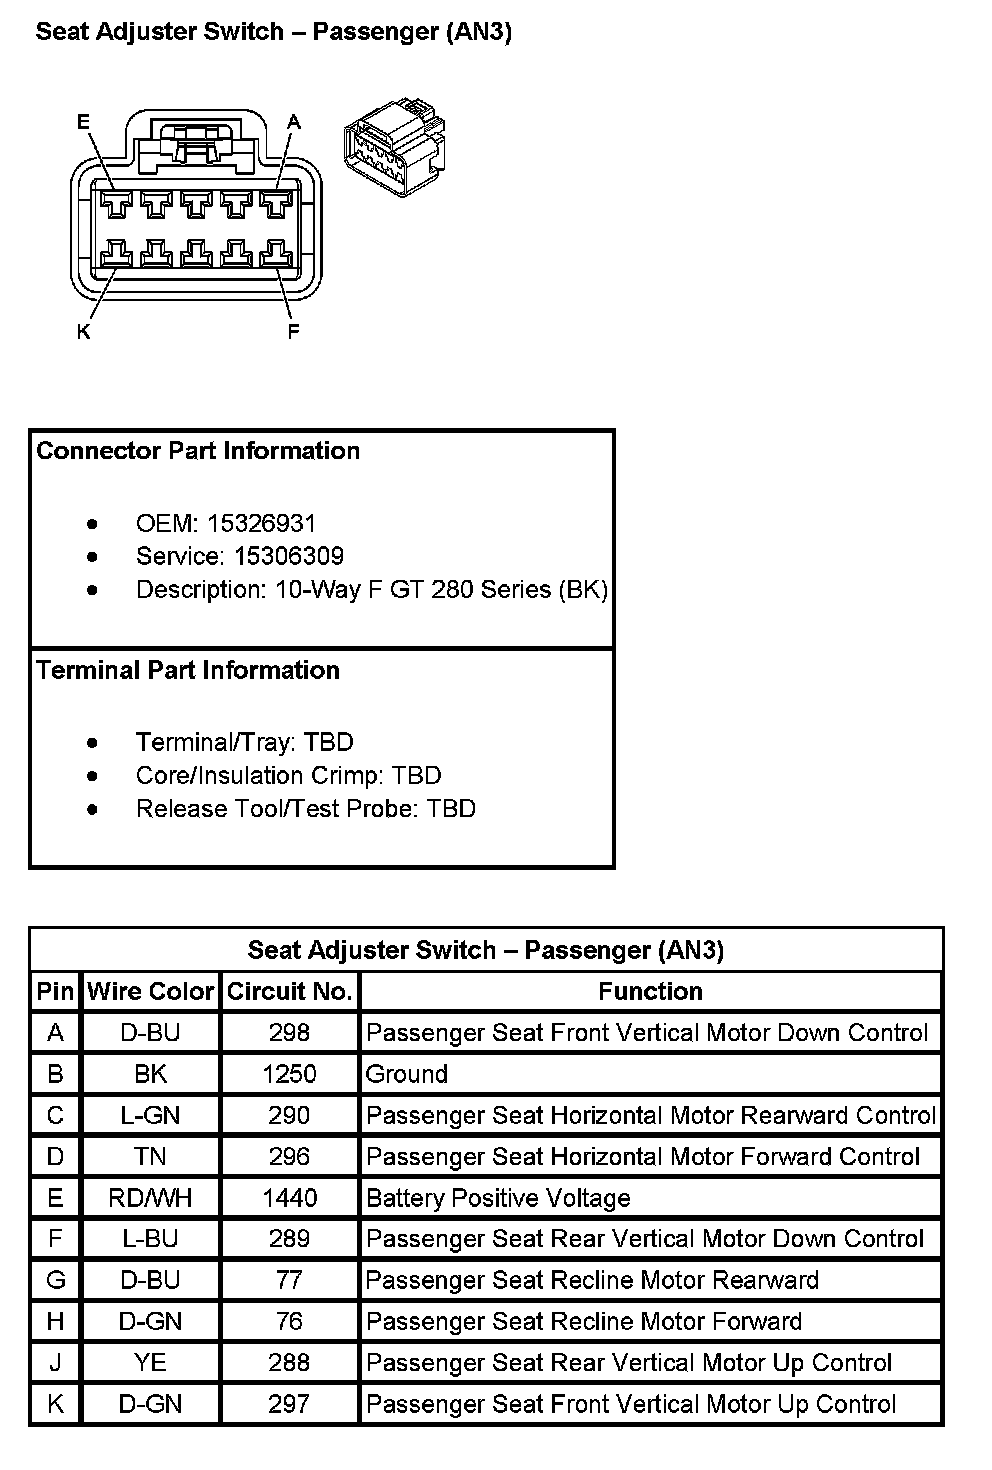 Seat Adjuster Switch – Passenger (AN3)
E A
K F
Connector Part Information
● OEM: 15326931
● Service: 15306309
● Description: 10-Way F GT 280 Series (BK)
Terminal Part Information
● Terminal/Tray: TBD
● Core/Insulation Crimp: TBD
● Release Tool/Test Probe: TBD
Seat Adjuster Switch – Passenger (AN3)
Pin Wire Color Circuit No. Function
A D-BU 298 Passenger Seat Front Vertical Motor Down Control
B BK 1250 Ground
C L-GN 290 Passenger Seat Horizontal Motor Rearward Control
D TN 296 Passenger Seat Horizontal Motor Forward Control
E RD/WH 1440 Battery Positive Voltage
F L-BU 289 Passenger Seat Rear Vertical Motor Down Control
G D-BU 77 Passenger Seat Recline Motor Rearward
H D-GN 76 Passenger Seat Recline Motor Forward
J YE 288 Passenger Seat Rear Vertical Motor Up Control
K D-GN 297 Passenger Seat Front Vertical Motor Up Control